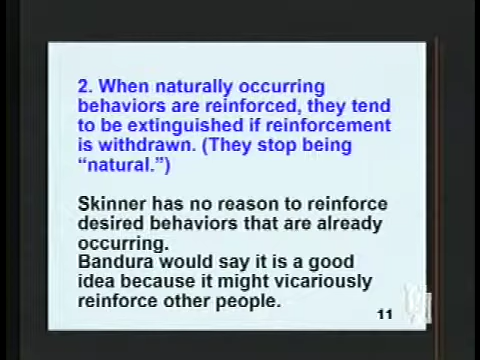 2. When naturally occurring
behaviors are reinforced, they tend
to be extinguished if reinforcement
is withdrawn. (They stop being
“natural.”)
Skinner has no reason to reinforce
desired behaviors that are already
occurring.
Bandura would say it is a good
idea because it might vicariously
reinforce other people.
11